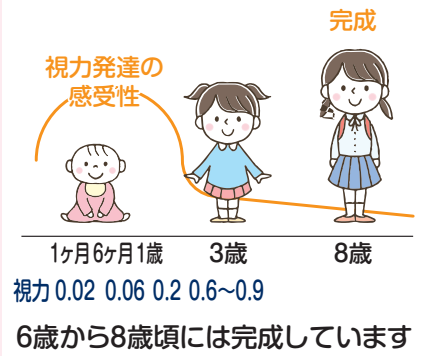 完成
視力発達の
感受性
1ヶ月6ヶ月1歳 3歳 8歳
視力 0.02 0.06 0.2 0.6〜0.9
6歳から8歳頃には完成しています